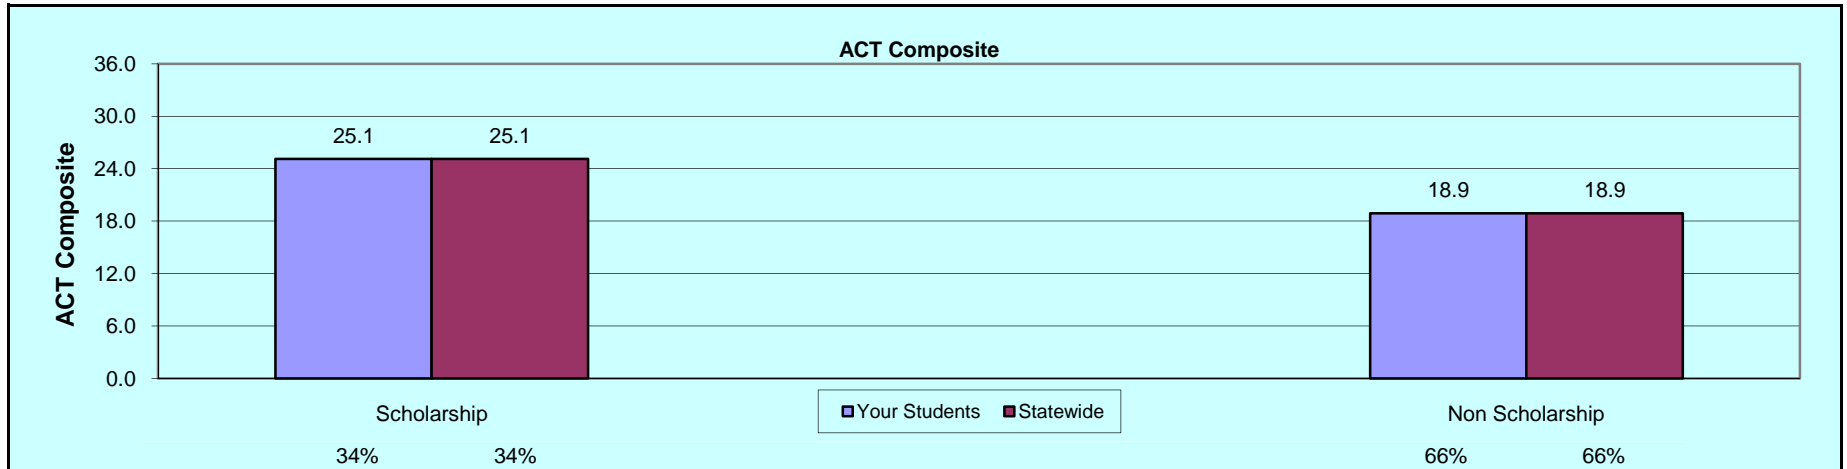 ACT Composite
36.0
30.0
24.0
18.0
12.0
6.0
0.0
ACT Composite
25.1 25.1
18.9 18.9
Scholarship
Your Students Statewide
Non Scholarship
34% 34% 66% 66%